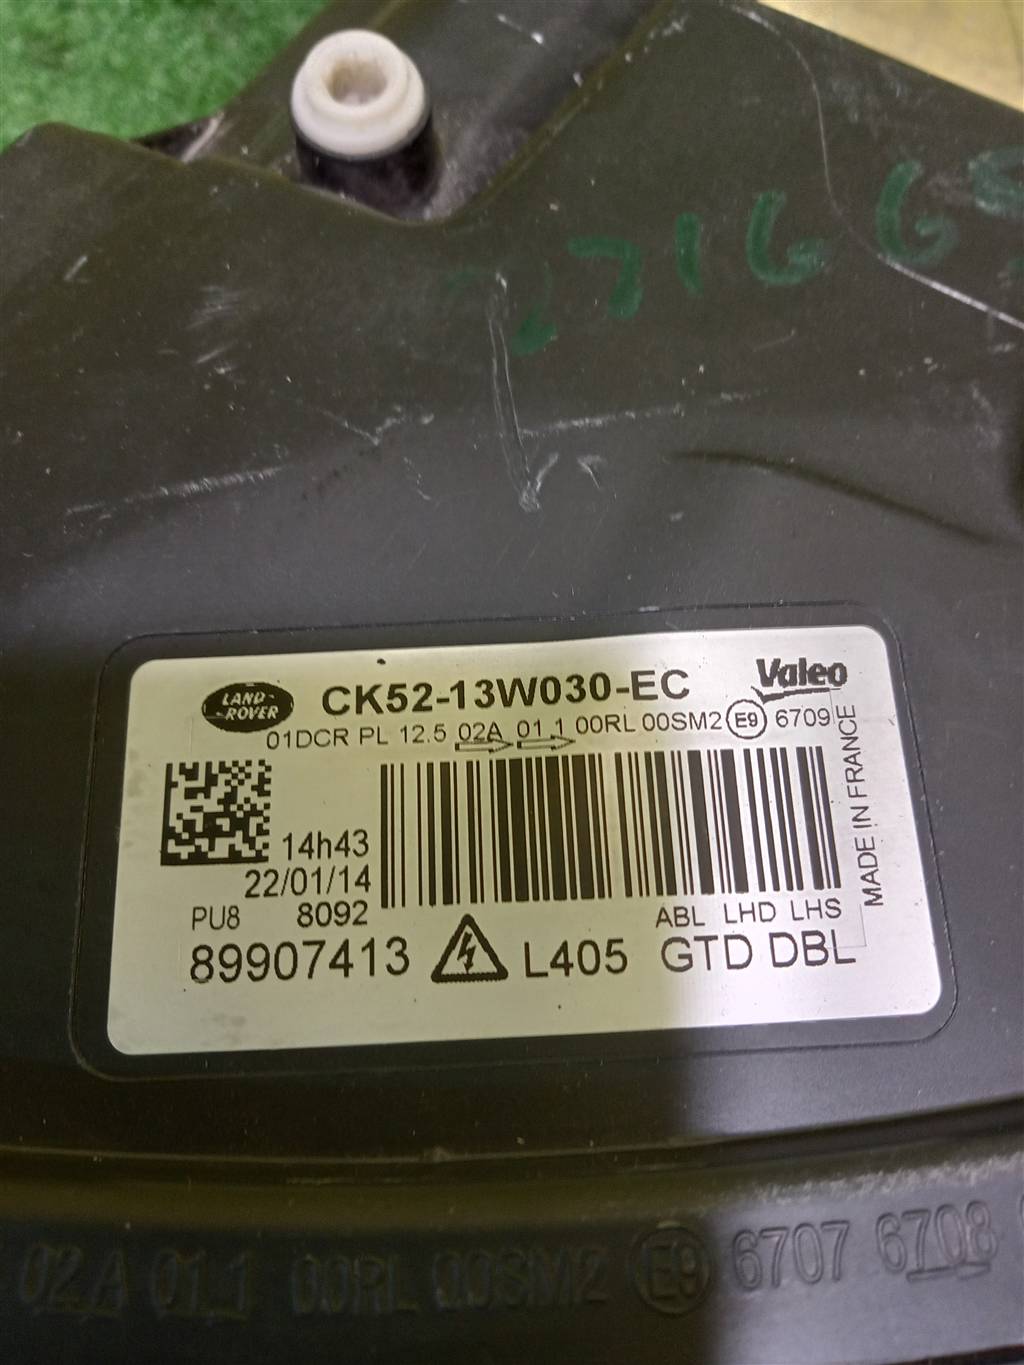 27166
LAND-
ROVER
CK52-13W030-EC
Valeo
01DCR PL 12.5 02A 01.1 00RL 00SM2 E9 6709
MADE IN FRANCE
14h43
22/01/14
PU8 8092
ABL LHD LHS
89907413 L405 GTD DBL
02A 01.1 00RL 00SM2 E9 6707 6708